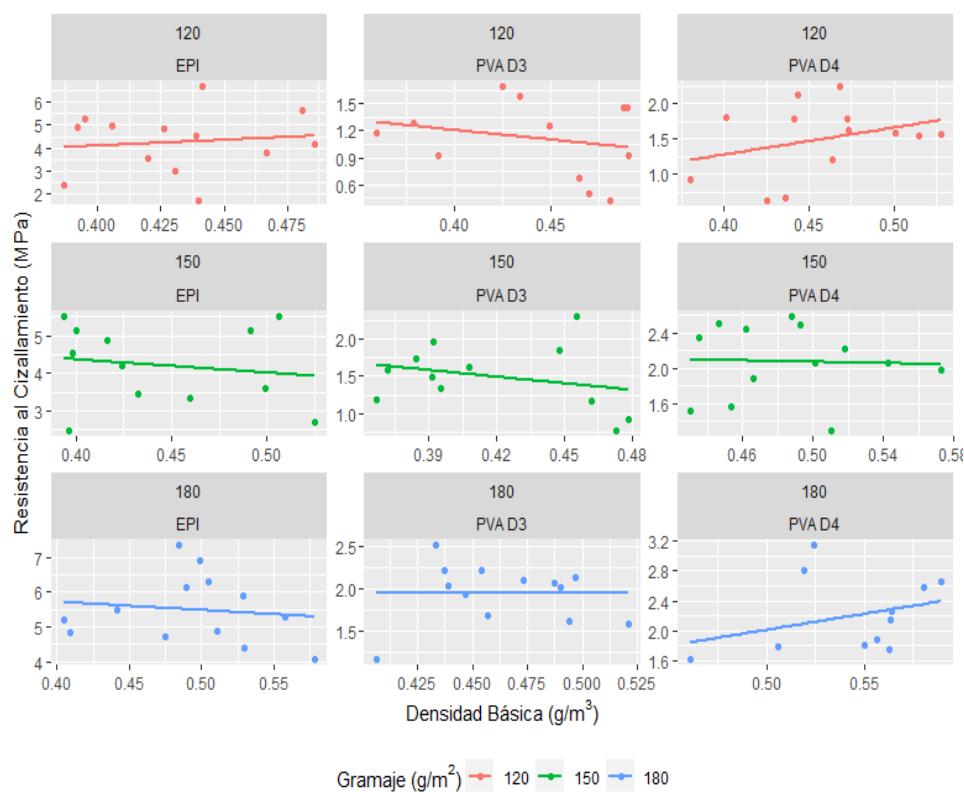 Resistencia al Cizallamiento (MPa)
120 120 120
EPI PVA D3 PVA D4
6 5 4 3 2
1.5 1.2 0.9 0.6
2.0 1.5 1.0
0.400 0.425 0.450 0.475
0.40 0.45
0.40 0.45 0.50
150 150 150
EPI PVA D3 PVA D4
5 4 3
2.0 1.5 1.0
2.4 2.0 1.6
0.40 0.45 0.50
0.39 0.42 0.45 0.48
0.46 0.50 0.54 0.58
180 180 180
EPI PVA D3 PVA D4
7 6 5 4
2.5 2.0 1.5
3.2 2.8 2.4 2.0 1.6
0.40 0.45 0.50 0.55
0.425 0.450 0.475 0.500 0.525
0.50 0.55
Densidad Básica (g/m³)
Gramaje (g/m²) 120 150 180